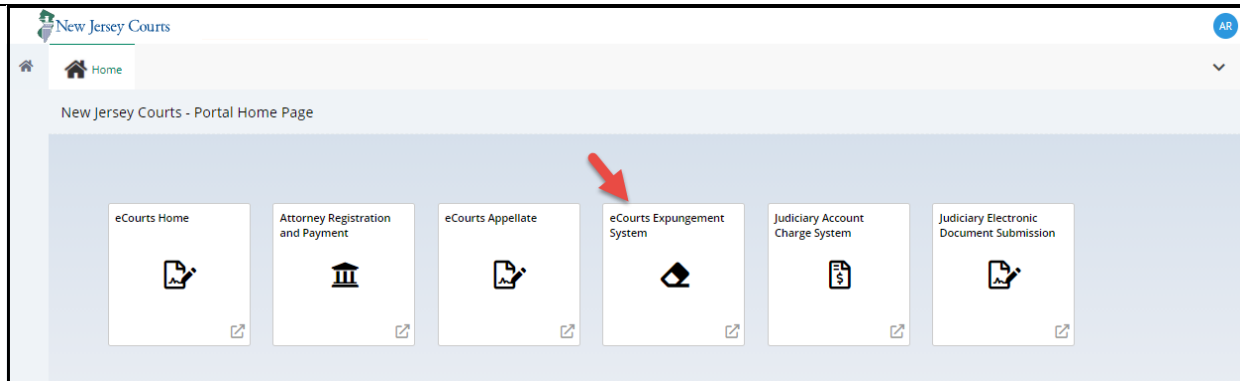 New Jersey Courts
AR
Home
New Jersey Courts - Portal Home Page
eCourts Home
Attorney Registration
and Payment
eCourts Appellate
eCourts Expungement
System
Judiciary Account
Charge System
Judiciary Electronic
Document Submission